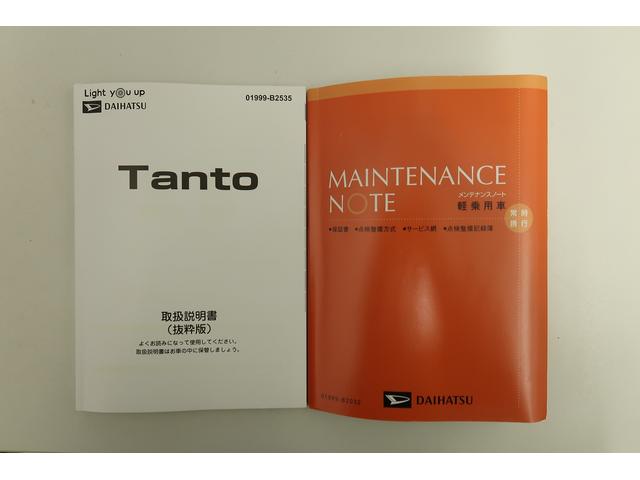 Light you up
DAIHATSU
01999-B2535
Tanto
取扱説明書
(抜粋版)
よくお読みになって使用してください。
取扱説明書はお車の中に保管しましょう。
MAINTENANCE
NOTE
メンテナンスノート
軽乗用車
常時
携行
●保証書 ●点検整備方式 ●サービス網 ●点検整備記録簿
01999-B2032
DAIHATSU